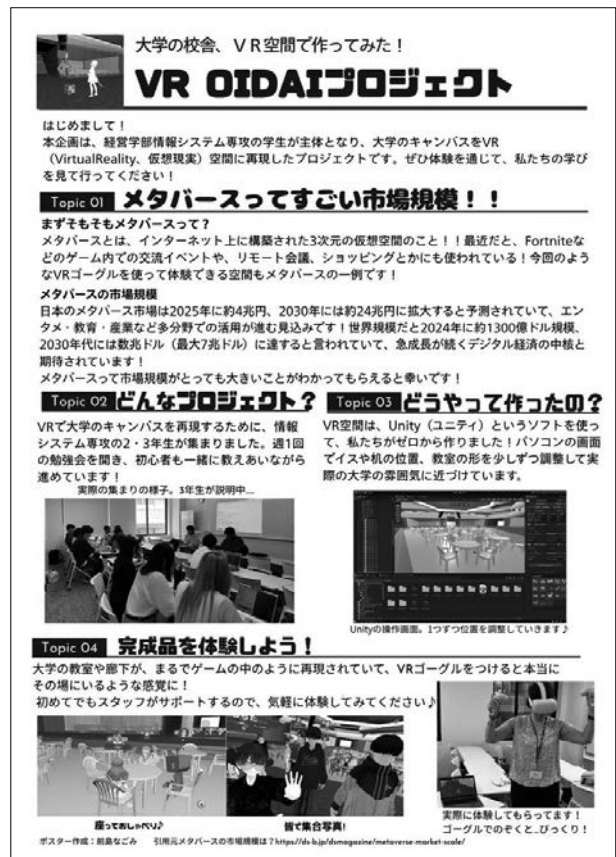 大学の校舎、VR空間で作ってみた!
VR OIDAIプロジェクト
はじめまして!
本企画は、経営学部情報システム専攻の学生が主体となり、大学のキャンパスをVR
(VirtualReality、仮想現実)空間に再現したプロジェクトです。ぜひ体験を通じて、私たちの学び
を見て行ってください!
Topic 01 メタバースってすごい市場規模!!
まずそもそもメタバースって?
メタバースとは、インターネット上に構築された3次元の仮想空間のこと!!最近だと、Fortniteな
どのゲーム内での交流イベントや、リモート会議、ショッピングとかにも使われている!今回のよう
なVRゴーグルを使って体験できる空間もメタバースの一例です!
メタバースの市場規模
日本のメタバース市場は2025年に約4兆円、2030年には約24兆円に拡大すると予測されていて、エン
タメ・教育・産業など多分野での活用が進む見込みです!世界規模だと2024年に約1300億ドル規模、
2030年代には数兆ドル(最大7兆ドル)に達すると言われていて、急成長が続くデジタル経済の中核と
期待されています!
メタバースって市場規模がとっても大きいことがわかってもらえると幸いです!
Topic 02 どんなプロジェクト?
VRで大学のキャンパスを再現するために、情報
システム専攻の2・3年生が集まりました。週1回
の勉強会を開き、初心者も一緒に教えあいながら
進めています!
実際の集まりの様子。3年生が説明中...
Topic 03 どうやって作ったの?
VR空間は、Unity(ユニティ)というソフトを使っ
て、私たちがゼロから作りました!パソコンの画面
でイスや机の位置、教室の形を少しずつ調整して実
際の大学の雰囲気に近づけています。
Unityの操作画面。1つずつ位置を調整していきます♪
Topic 04 完成品を体験しよう!
大学の教室や廊下が、まるでゲームの中のように再現されていて、VRゴーグルをつけると本当に
その場にいるような感覚に!
初めてでもスタッフがサポートするので、気軽に体験してみてください♪
座っておしゃべり♪
皆で集合写真!
実際に体験してもらってます!
ゴーグルでのぞくと...びっくり!
ポスター作成:前島なごみ 引用元メタバースの市場規模は?https://ds-b.jp/dsmagazine/metaverse-market-scale/